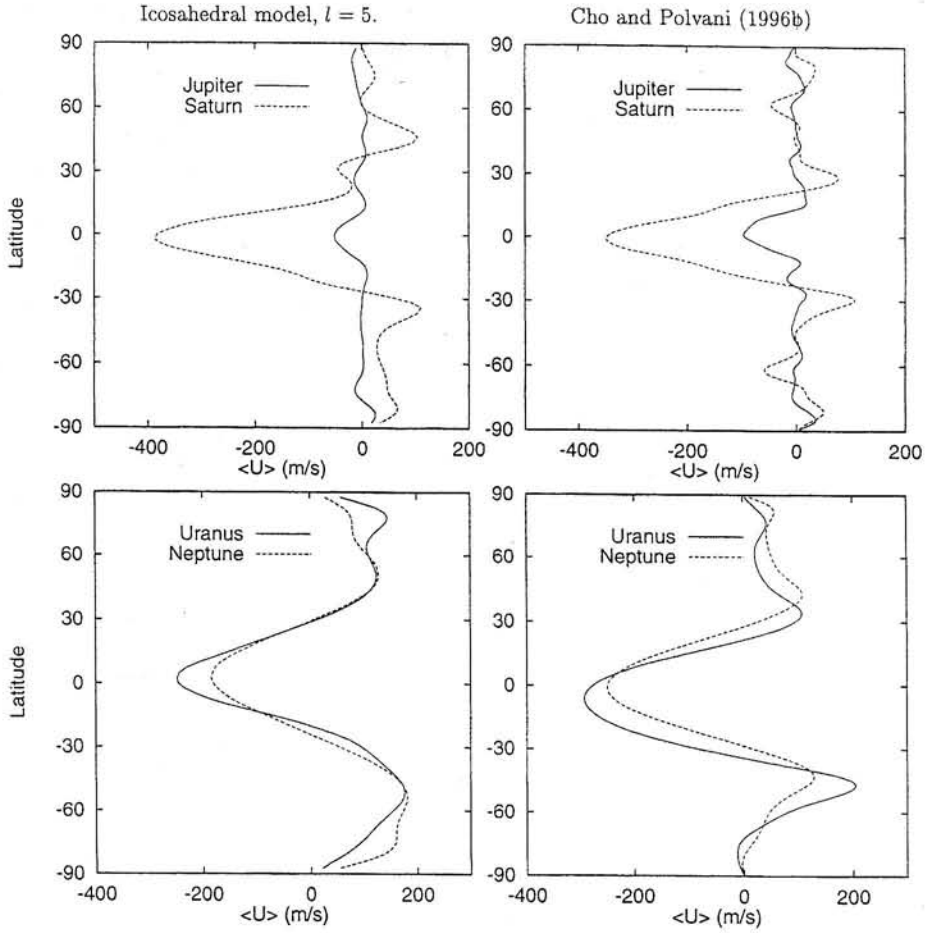 Icosahedral model, l = 5.
Cho and Polvani (1996b)
90
60
30
0
-30
-60
-90
Latitude
Jupiter
Saturn
-400
-200
0
200
<U> (m/s)
90
60
30
0
-30
-60
-90
Jupiter
Saturn
-400
-200
0
200
<U> (m/s)
90
60
30
0
-30
-60
-90
Latitude
Uranus
Neptune
-400
-200
0
200
<U> (m/s)
90
60
30
0
-30
-60
-90
Uranus
Neptune
-400
-200
0
200
<U> (m/s)